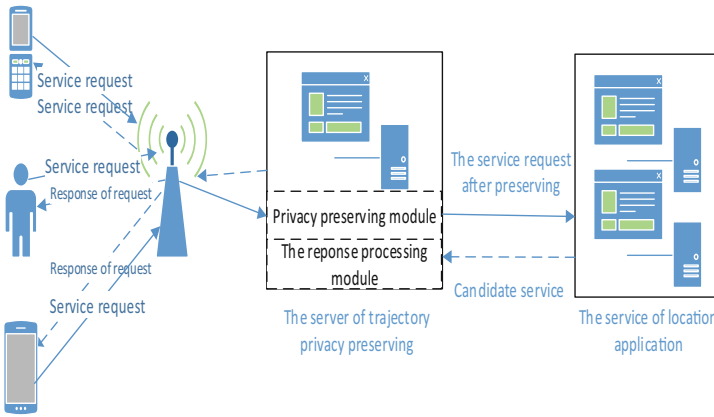 Service request
Service request
Service request
Response of request
Response of request
Service request
Privacy preserving module
The reponse processing
module
The server of trajectory
privacy preserving
The service request
after preserving
Candidate service
X
X
X
The service of location
application